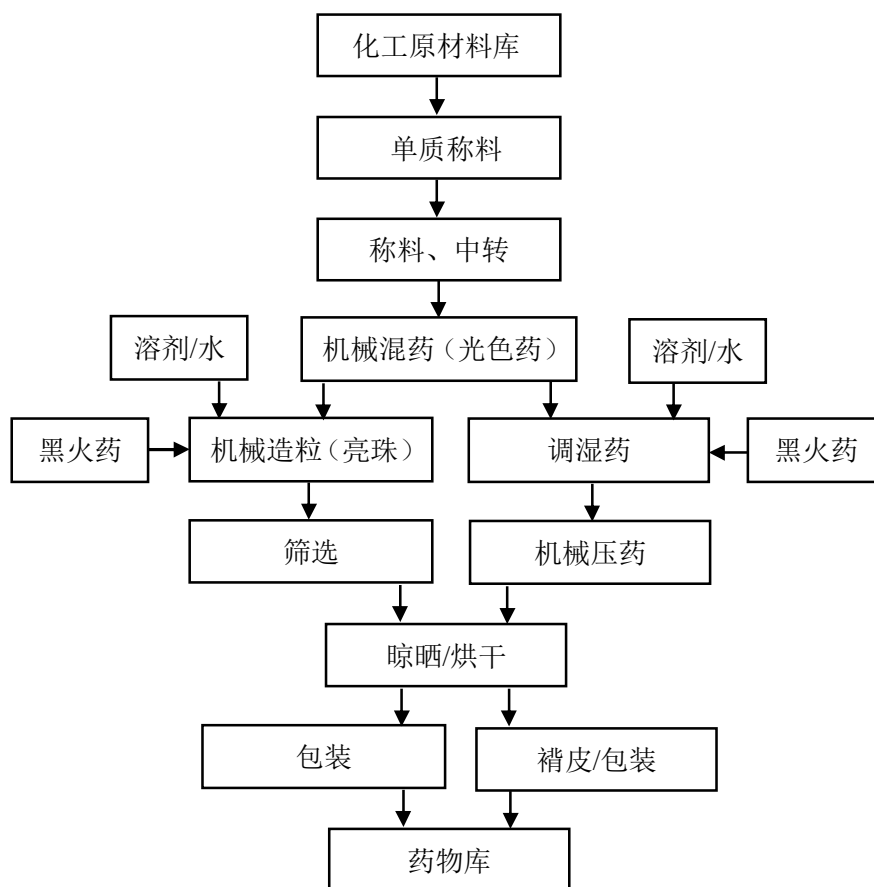 化工原材料库
单质称料
称料、中转
溶剂/水
机械混药（光色药）
溶剂/水
黑火药
机械造粒（亮珠）
调湿药
黑火药
筛选
机械压药
晾晒/烘干
包装
褙皮/包装
药物库